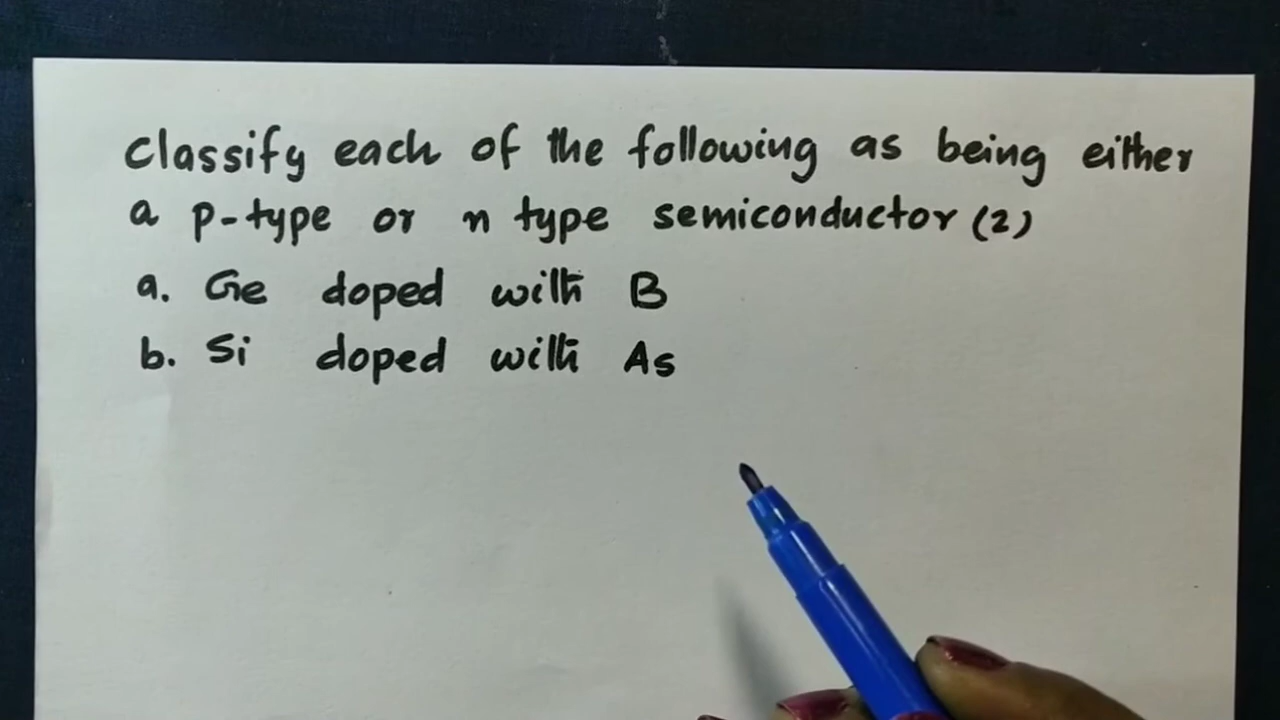 classify each of the following as being either
a p-type or n type semiconductor (2)
a. Ge doped with B
b. Si doped with As